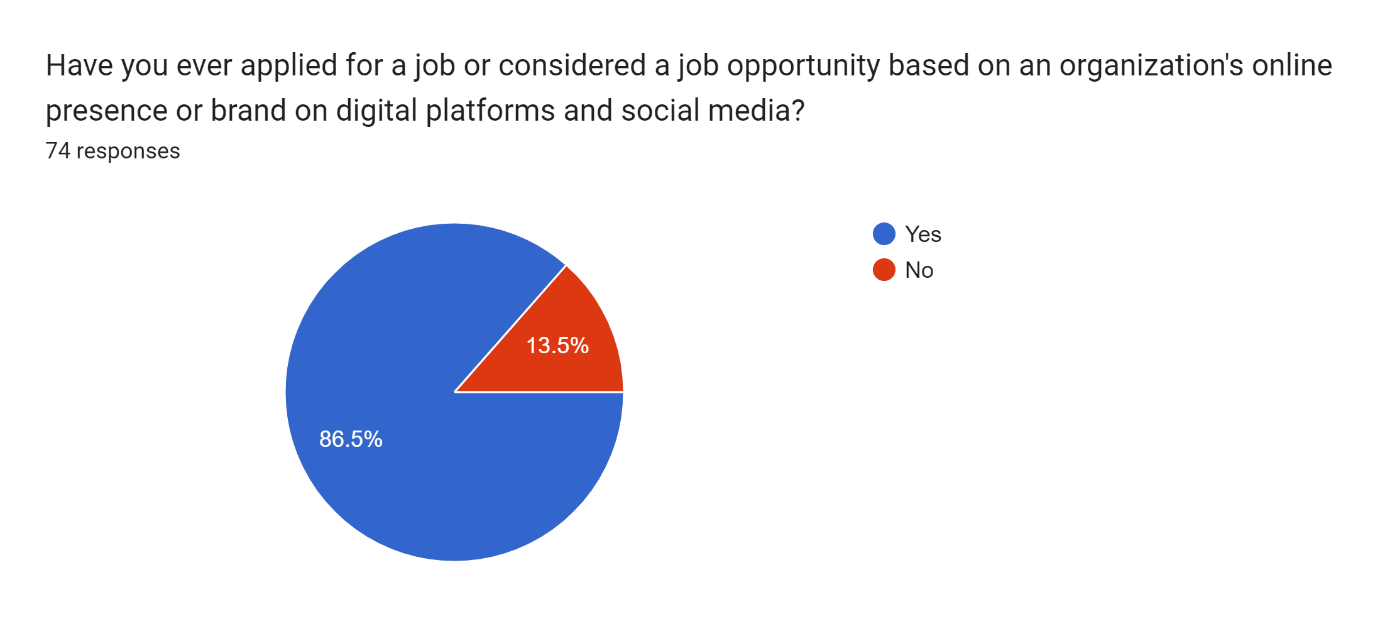 Have you ever applied for a job or considered a job opportunity based on an organization's online
presence or brand on digital platforms and social media?
74 responses
Yes
No
13.5%
86.5%